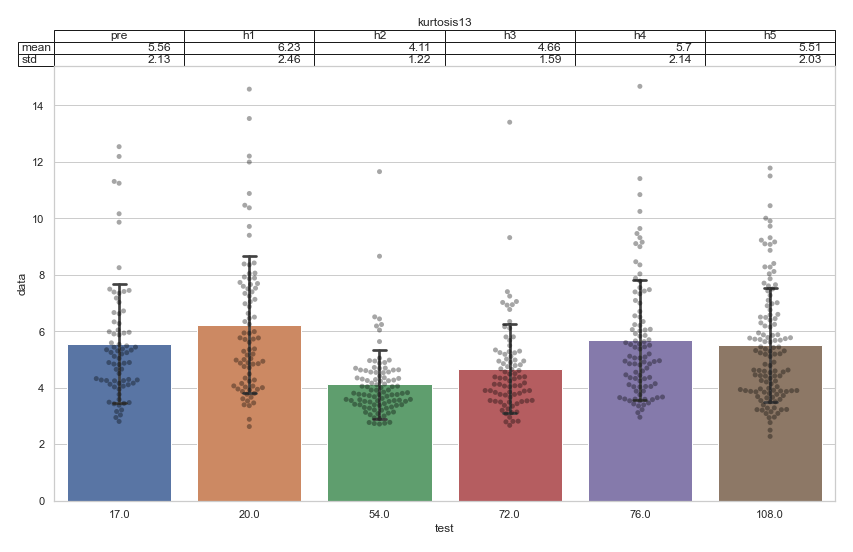 kurtosis13
pre h1 h2 h3 h4 h5
mean 5.56 6.23 4.11 4.66 5.7 5.51
std 2.13 2.46 1.22 1.59 2.14 2.03
14
12
10
8
6
4
2
0
data
17.0 20.0 54.0 72.0 76.0 108.0
test